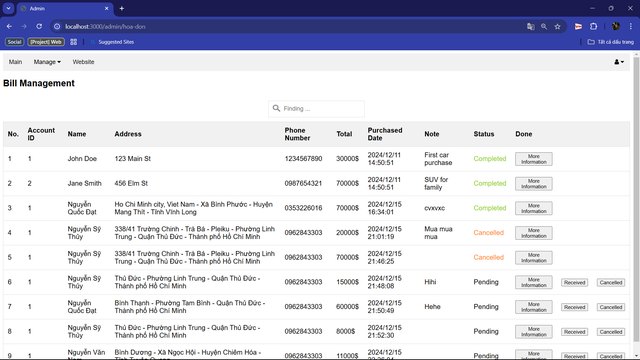 Admin
localhost:3000/admin/hoa-don
Social
[Project] Web
Suggested Sites
Tất cả dấu trang
Main
Manage
Website
Bill Management
Finding ...
No. Account ID Name Address Phone Number Total Purchased Date Note Status Done
1 1 John Doe 123 Main St 1234567890 30000$ 2024/12/11 14:50:51 First car purchase Completed More Information
2 2 Jane Smith 456 Elm St 0987654321 70000$ 2024/12/11 14:50:51 SUV for family Completed More Information
3 1 Nguyễn Quốc Đạt Ho Chi Minh city, Viet Nam - Xã Bình Phước - Huyện Mang Thít - Tỉnh Vĩnh Long 0353226016 70000$ 2024/12/15 16:34:01 cvxvxc Completed More Information
4 1 Nguyễn Sỹ Thúy 338/41 Trường Chinh - Trà Bá - Pleiku - Phường Linh Trung - Quận Thủ Đức - Thành phố Hồ Chí Minh 0962843303 20000$ 2024/12/15 21:01:19 Mua mua mua Cancelled More Information
5 1 Nguyễn Sỹ Thúy 338/41 Trường Chinh - Trà Bá - Pleiku - Phường Linh Trung - Quận Thủ Đức - Thành phố Hồ Chí Minh 0962843303 70000$ 2024/12/15 21:46:25 Cancelled More Information
6 1 Nguyễn Sỹ Thúy Thủ Đức - Phường Linh Trung - Quận Thủ Đức - Thành phố Hồ Chí Minh 0962843303 15000$ 2024/12/15 21:48:08 Hihi Pending More Information Received Cancelled
7 1 Nguyễn Quốc Đạt Bình Thạnh - Phường Tam Bình - Quận Thủ Đức - Thành phố Hồ Chí Minh 0962843303 60000$ 2024/12/15 21:50:49 Hehe Pending More Information Received Cancelled
8 1 Nguyễn Sỹ Thúy Thủ Đức - Phường Linh Trung - Quận Thủ Đức - Thành phố Hồ Chí Minh 0962843303 8000$ 2024/12/15 21:52:30 Pending More Information Received Cancelled
9 1 Nguyễn Văn Bình Dương - Xã Ngọc Hội - Huyện Chiêm Hóa - 0962843303 11000$ 2024/12/15 Pending More Information Received Cancelled